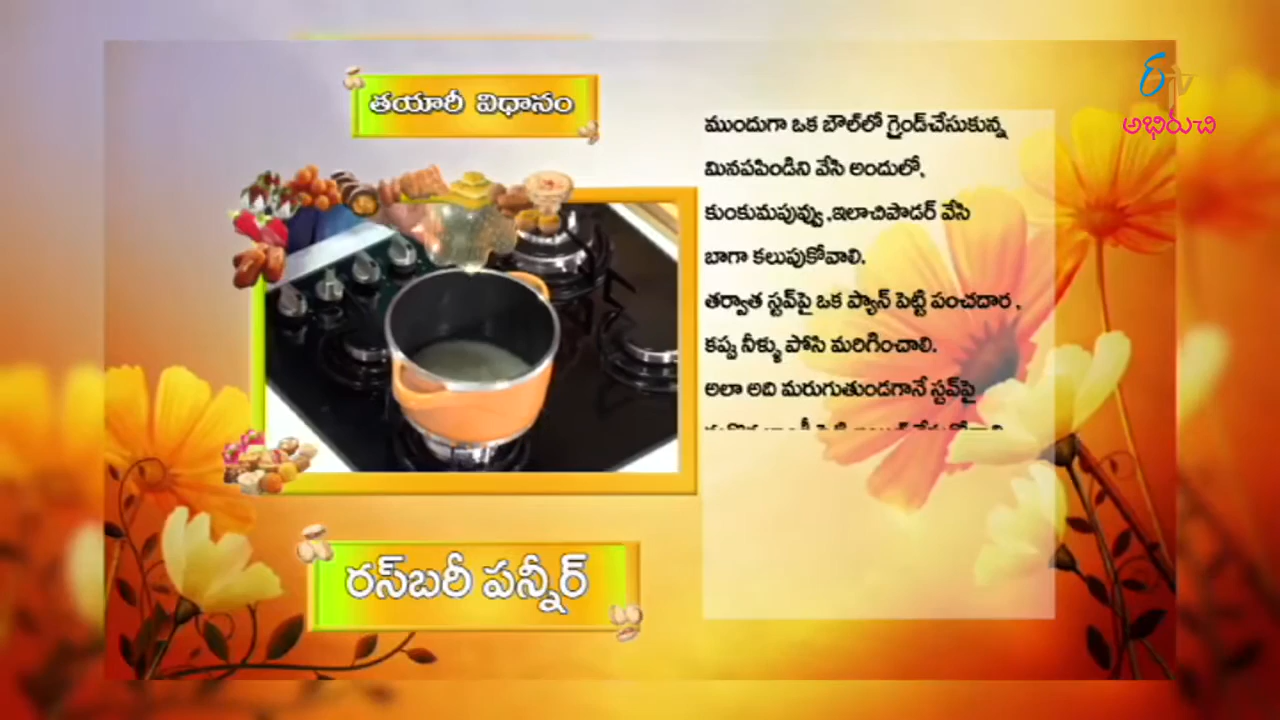 తయారీ విధానం
ETV
అభిరుచి
ముందుగా ఒక బౌల్‌లో గ్రైండ్‌చేసుకున్న
మినపపిండిని వేసి అందులో,
కుంకుమపువ్వు ,ఇలాచిపౌడర్ వేసి
బాగా కలుపుకోవాలి.
తర్వాత స్టవ్‌పై ఒక ప్యాన్ పెట్టి పంచదార ,
కప్పు నీళ్ళు పోసి మరిగించాలి.
అలా అది మరుగుతుండగానే స్టవ్‌పై
రస్‌బరీ పన్నీర్